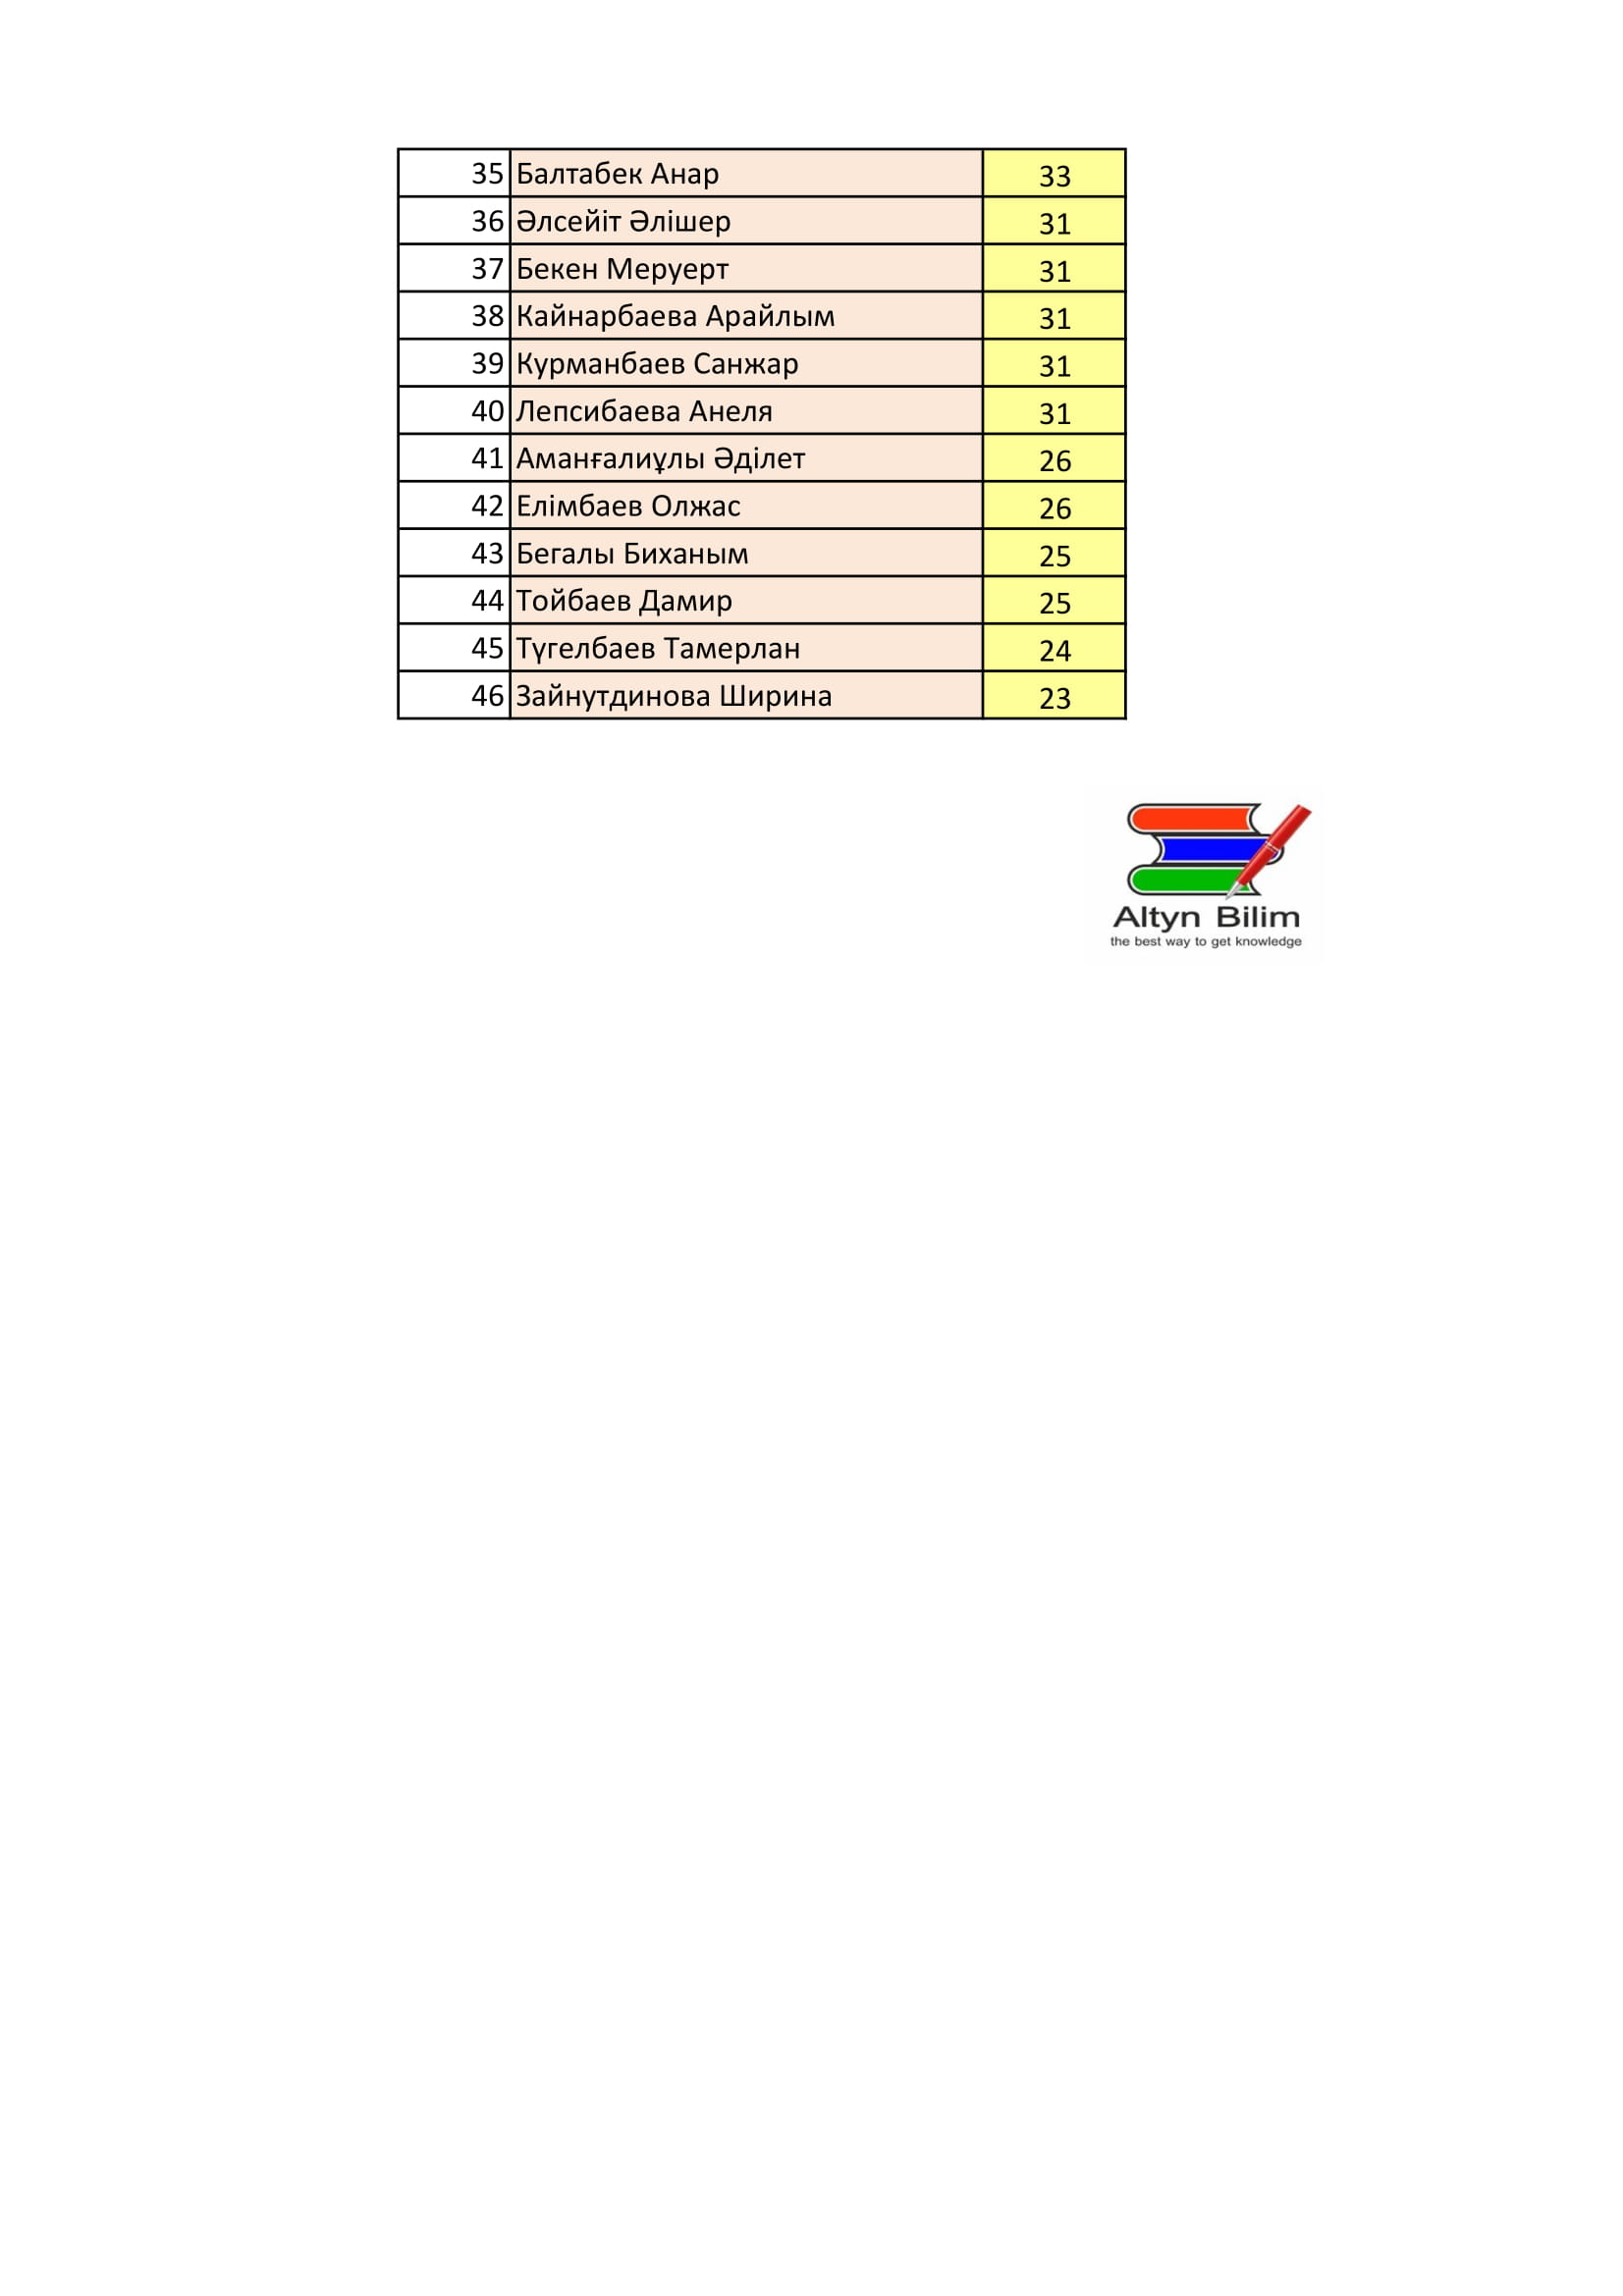 35 Балтабек Анар 33
36 Әлсейіт Әлішер 31
37 Бекен Меруерт 31
38 Кайнарбаева Арайлым 31
39 Курманбаев Санжар 31
40 Лепсибаева Анеля 31
41 Аманғалиұлы Әділет 26
42 Елімбаев Олжас 26
43 Бегалы Биханым 25
44 Тойбаев Дамир 25
45 Түгелбаев Тамерлан 24
46 Зайнутдинова Ширина 23
Altyn Bilim
the best way to get knowledge